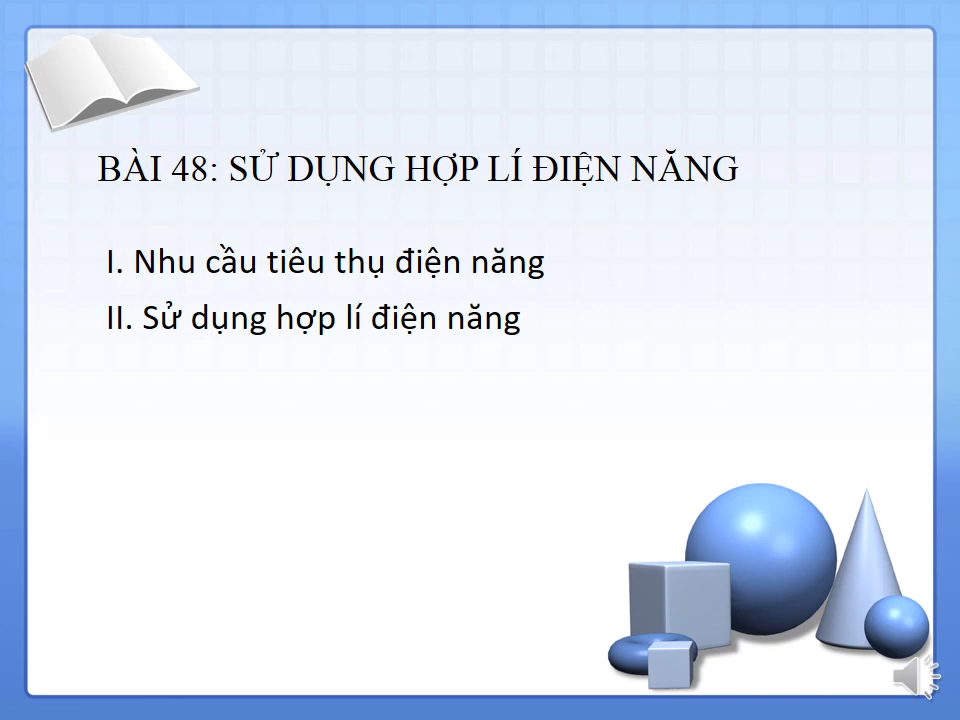 BÀI 48: SỬ DỤNG HỢP LÍ ĐIỆN NĂNG
I. Nhu cầu tiêu thụ điện năng
II. Sử dụng hợp lí điện năng